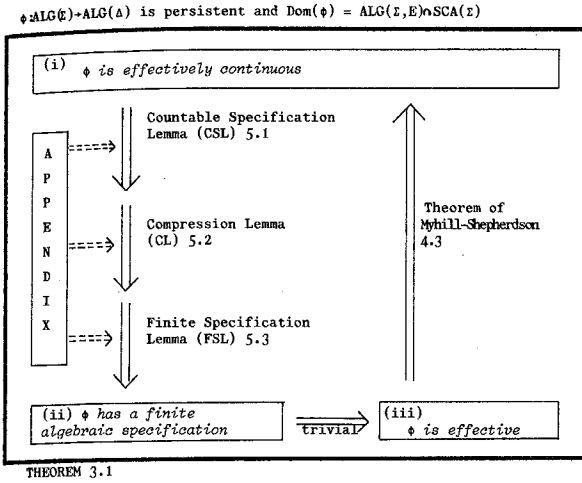 ϕ:ALG(Σ)→ALG(Δ) is persistent and Dom(ϕ) = ALG(Σ,E)∩SCA(Σ)
(i) ϕ is effectively continuous
Countable Specification
Lemma (CSL) 5.1
A
P
P
E
N
D
I
X
Compression Lemma
(CL) 5.2
Finite Specification
Lemma (FSL) 5.3
Theorem of
Myhill-Shepherdson
4.3
(ii) ϕ has a finite
algebraic specification
trivial
(iii)
ϕ is effective
THEOREM 3.1